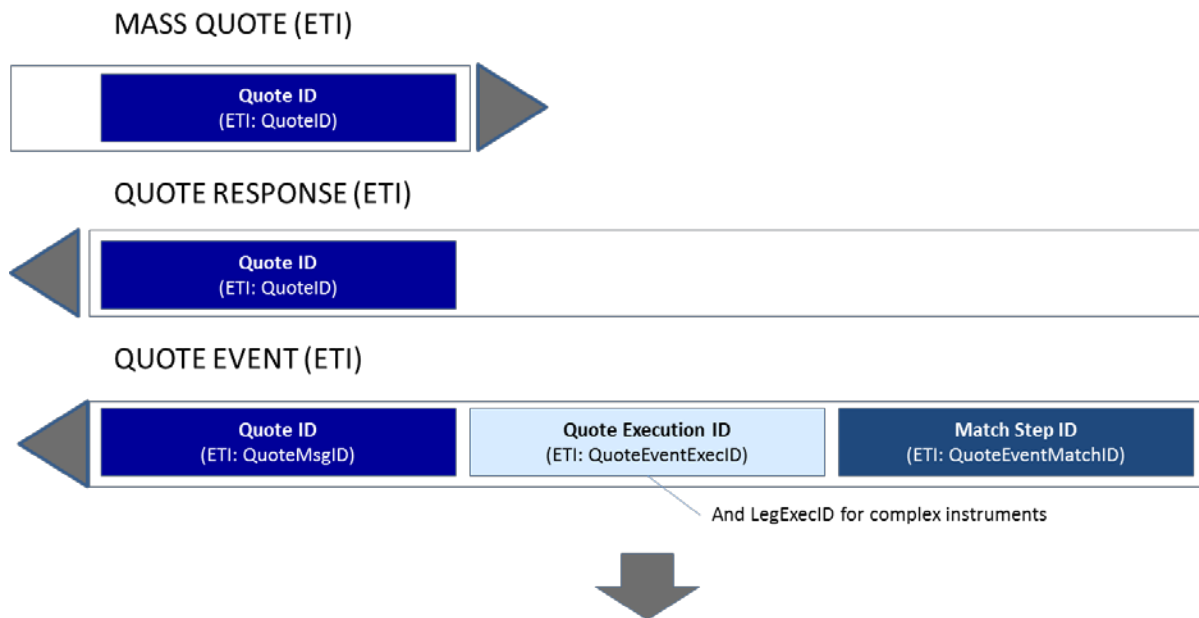 MASS QUOTE (ETI)
Quote ID
(ETI: QuoteID)
QUOTE RESPONSE (ETI)
Quote ID
(ETI: QuoteID)
QUOTE EVENT (ETI)
Quote ID
(ETI: QuoteMsgID)
Quote Execution ID
(ETI: QuoteEventExecID)
Match Step ID
(ETI: QuoteEventMatchID)
And LegExecID for complex instruments